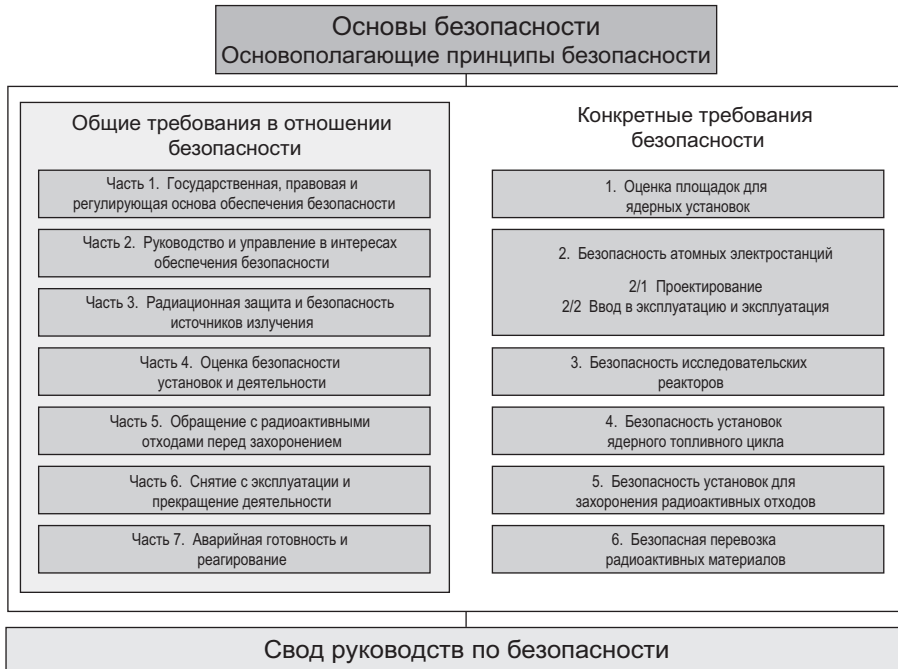 Основы безопасности
Основополагающие принципы безопасности
Общие требования в отношении
безопасности
Часть 1. Государственная, правовая и
регулирующая основа обеспечения безопасности
Часть 2. Руководство и управление в интересах
обеспечения безопасности
Часть 3. Радиационная защита и безопасность
источников излучения
Часть 4. Оценка безопасности
установок и деятельности
Часть 5. Обращение с радиоактивными
отходами перед захоронением
Часть 6. Снятие с эксплуатации и
прекращение деятельности
Часть 7. Аварийная готовность и
реагирование
Конкретные требования
безопасности
1. Оценка площадок для
ядерных установок
2. Безопасность атомных электростанций
2/1 Проектирование
2/2 Ввод в эксплуатацию и эксплуатация
3. Безопасность исследовательских
реакторов
4. Безопасность установок
ядерного топливного цикла
5. Безопасность установок для
захоронения радиоактивных отходов
6. Безопасная перевозка
радиоактивных материалов
Свод руководств по безопасности